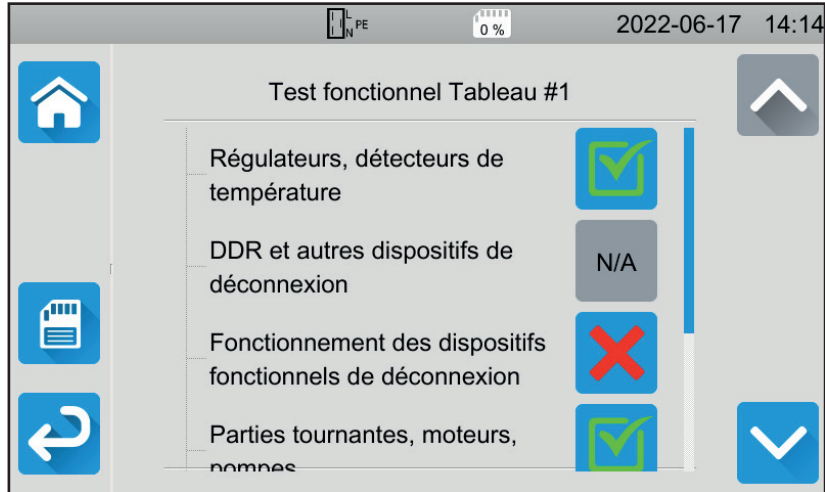 L
N PE
0 %
2022-06-17 14:14
Test fonctionnel Tableau #1
Régulateurs, détecteurs de
température
DDR et autres dispositifs de
déconnexion
N/A
Fonctionnement des dispositifs
fonctionnels de déconnexion
Parties tournantes, moteurs,
pompes